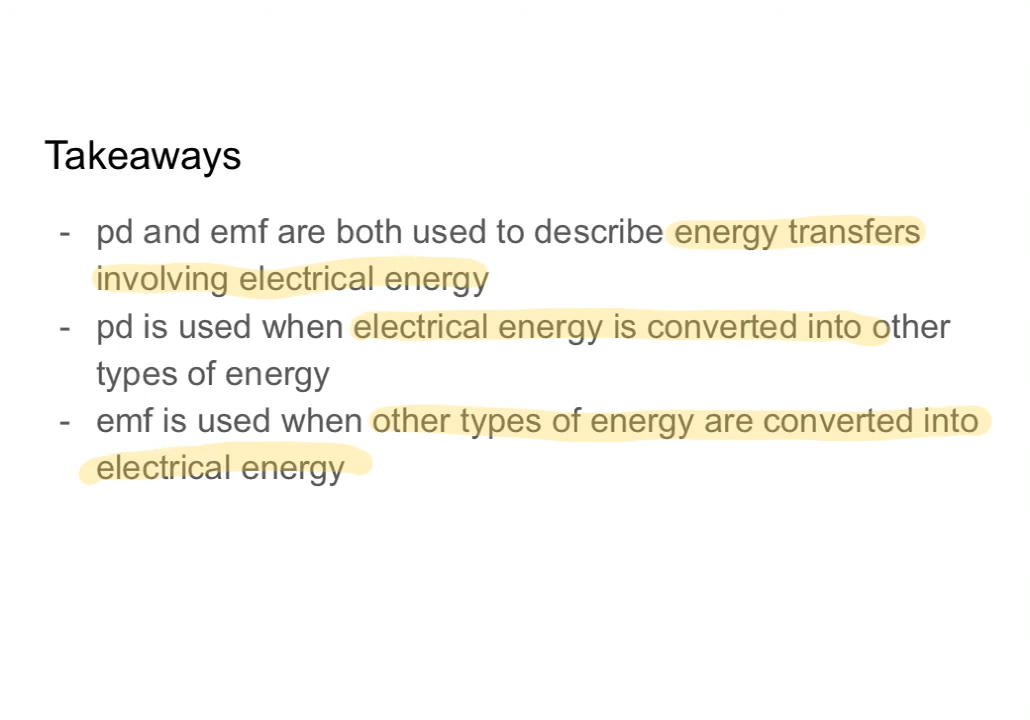 Takeaways
- pd and emf are both used to describe energy transfers
involving electrical energy
- pd is used when electrical energy is converted into other
types of energy
- emf is used when other types of energy are converted into
electrical energy